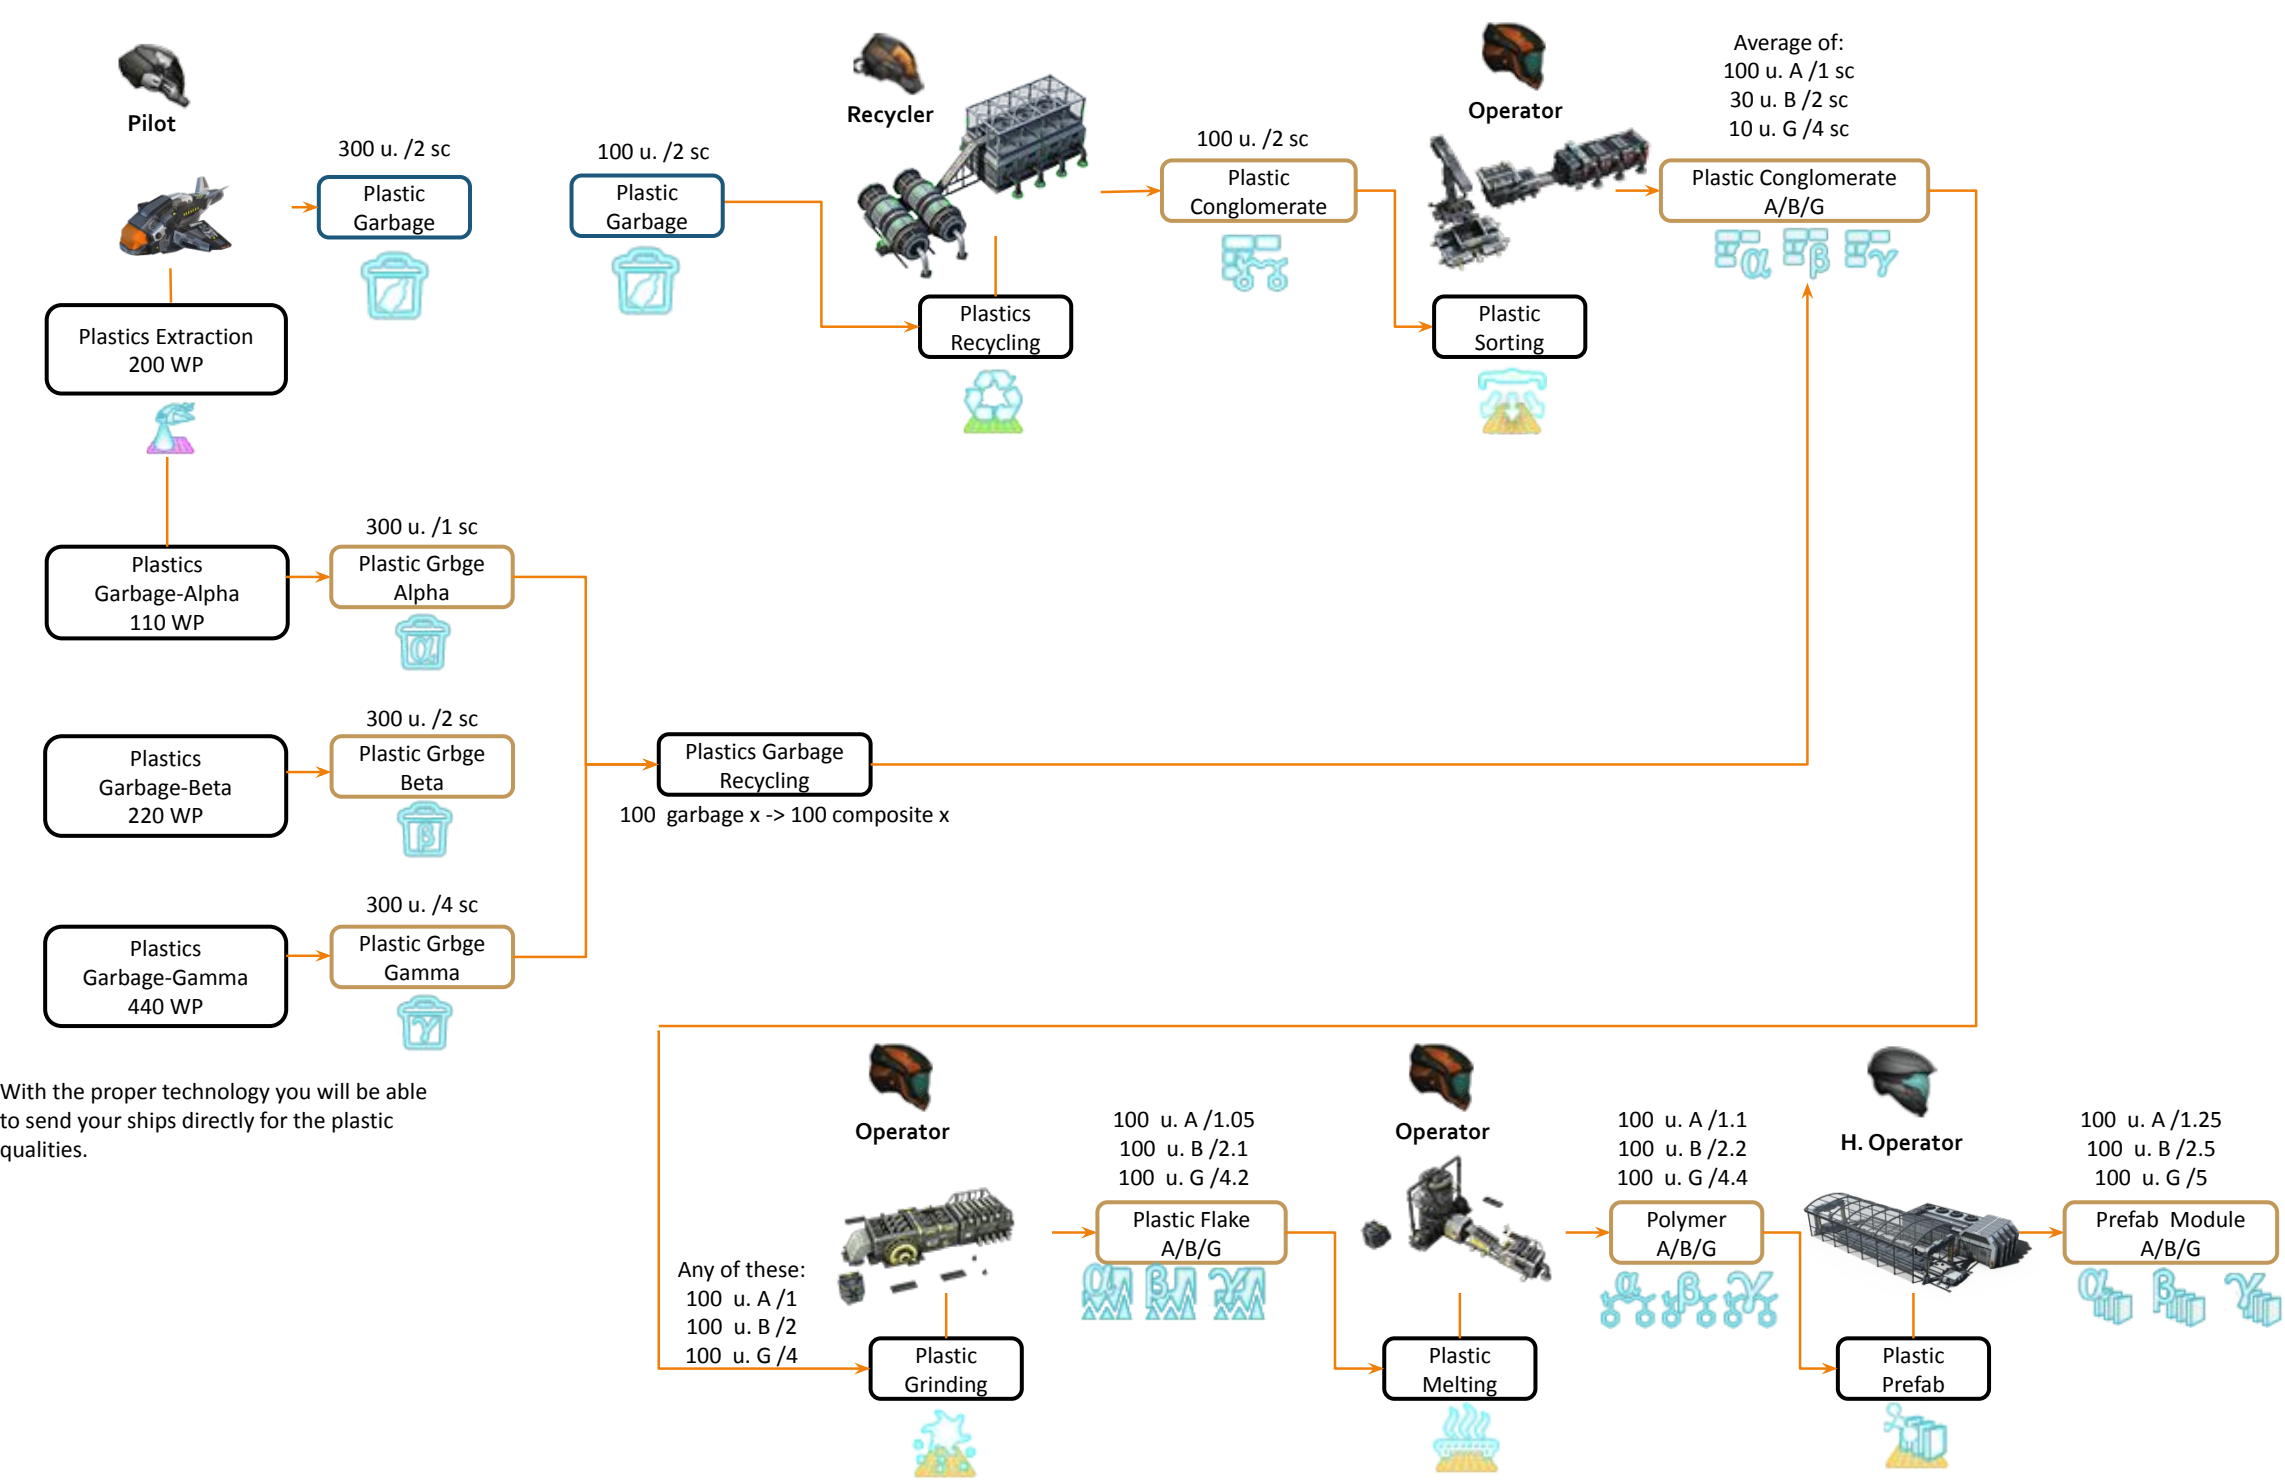 Pilot
300 u. /2 sc
Plastic
Garbage
Plastics Extraction
200 WP
100 u. /2 sc
Plastic
Garbage
Recycler
Plastics
Recycling
100 u. /2 sc
Plastic
Conglomerate
Operator
Plastic
Sorting
Average of:
100 u. A /1 sc
30 u. B /2 sc
10 u. G /4 sc
Plastic Conglomerate
A/B/G
α β γ
Plastics
Garbage-Alpha
110 WP
300 u. /1 sc
Plastic Grbge
Alpha
α
Plastics
Garbage-Beta
220 WP
300 u. /2 sc
Plastic Grbge
Beta
β
Plastics
Garbage-Gamma
440 WP
300 u. /4 sc
Plastic Grbge
Gamma
γ
Plastics Garbage
Recycling
100 garbage x -> 100 composite x
With the proper technology you will be able
to send your ships directly for the plastic
qualities.
Any of these:
100 u. A /1
100 u. B /2
100 u. G /4
Operator
Plastic
Grinding
100 u. A /1.05
100 u. B /2.1
100 u. G /4.2
Plastic Flake
A/B/G
α β γ
Operator
Plastic
Melting
100 u. A /1.1
100 u. B /2.2
100 u. G /4.4
Polymer
A/B/G
α β γ
H. Operator
Plastic
Prefab
100 u. A /1.25
100 u. B /2.5
100 u. G /5
Prefab Module
A/B/G
α β γ